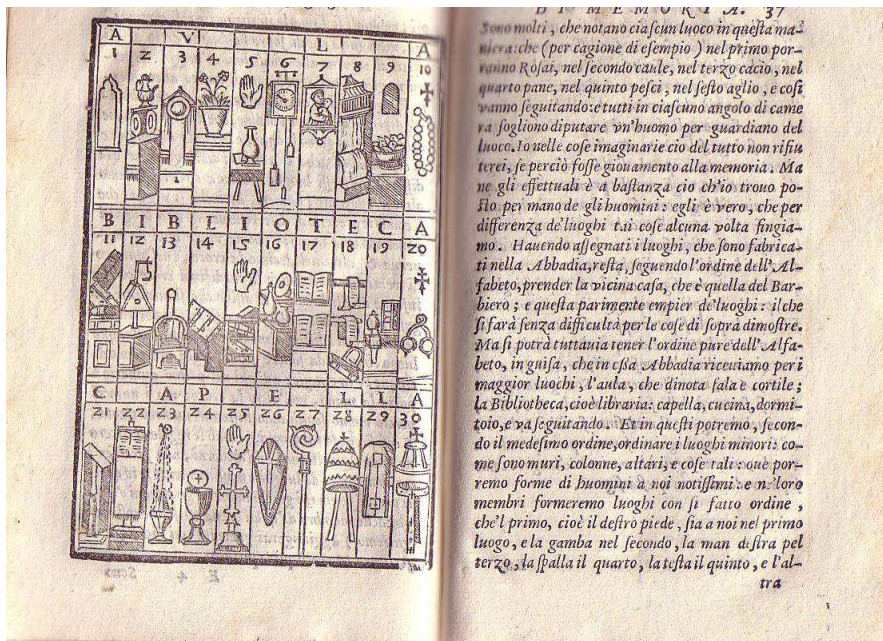 A V L A
1 2 3 4 5 6 7 8 9 10
B I B L I O T E C A
11 12 13 14 15 16 17 18 19 20
C A P E L L A
21 22 23 24 25 26 27 28 29 30
E 4 Sono
DI MEMORIA. 37
Sono molti, che notano ciaſcun luoco in queſta ma-
niera: che (per cagione di eſempio) nel primo por-
ranno Roſai, nel ſecondo caule, nel terzo cacio, nel
quarto pane, nel quinto peſci, nel ſeſto aglio, e coſi
vanno ſeguitando: e tutti in ciaſcuno angolo di came
ra ſogliono diputare vn'huomo per guardiano del
luoco. Io nelle coſe imaginarie cio del tutto non rifiu
terei, ſe perciò foſſe giouamento alla memoria. Ma
ne gli effettuali è a baſtanza cio ch'io trouo po-
ſto per mano de gli huomini: egli è vero, che per
differenza de'luoghi tai coſe alcuna volta fingia-
mo. Hauendo aſſegnati i luoghi, che ſono fabrica-
ti nella Abbadia, reſta, ſeguendo l'ordine dell'Al-
fabeto, prender la vicina caſa, che è quella del Bar-
biero; e queſta parimente empier de'luoghi: il che
ſi farà ſenza difficultà per le coſe di ſopra dimoſtre.
Ma ſi potrà tuttauia tener l'ordine pure dell'Alfa-
beto, in guiſa, che in eſſa Abbadia riceuiamo per i
maggior luochi, l'aula, che dinota ſala e cortile;
la Bibliotheca, cioè libraria: capella, cucina, dormi-
toio, e va ſeguitando. Et in queſti potremo, ſecon-
do il medeſimo ordine, ordinare i luoghi minori: co-
me ſono muri, colonne, altari, e coſe tali: oue por-
remo forme di huomini à noi notiſſimi: e ne'loro
membri formeremo luoghi con ſi fatto ordine,
che'l primo, cioè il deſtro piede, ſia a noi nel primo
luogo, e la gamba nel ſecondo, la man deſtra pel
terzo, la ſpalla il quarto, la teſta il quinto, e l'al-
tra